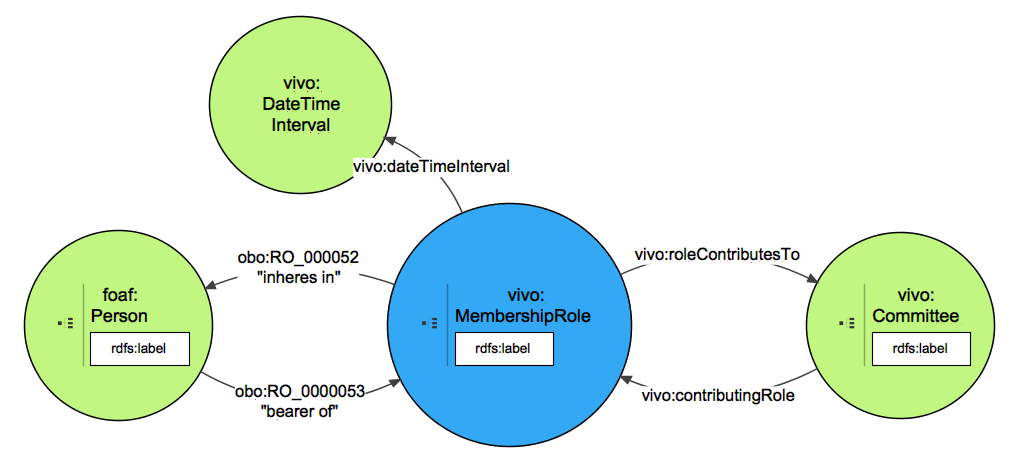 vivo:
DateTime
Interval
vivo:dateTimeInterval
obo:RO_000052
"inheres in"
vivo:roleContributesTo
foaf:
Person
rdfs:label
vivo:
MembershipRole
rdfs:label
vivo:
Committee
rdfs:label
obo:RO_0000053
"bearer of"
vivo:contributingRole